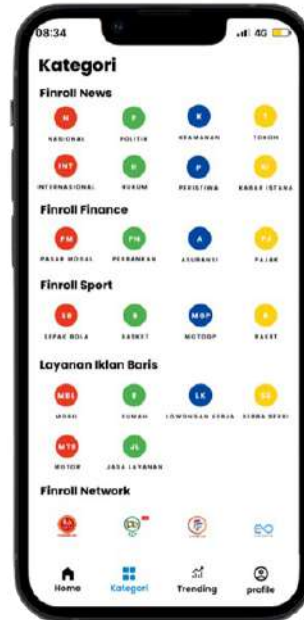 08:34 4G
Kategori
Finroll News
N P K T
NASIONAL POLITIK KEAMANAN TOKOH
INT H P
INTERNASIONAL HUKUM PERISTIWA KABAR ISTANA
Finroll Finance
PM PN A PJ
PASAR MODAL PERBANKAN ASURANSI PAJAK
Finroll Sport
SB B MGP R
SEPAK BOLA BASKET MOTOGP RAKET
Layanan Iklan Baris
MBL R LK
MOBIL RUMAH LOWONGAN KERJA SERBA SERBI
MTR JL
MOTOR JASA LAYANAN
Finroll Network
Home Kategori Trending profile